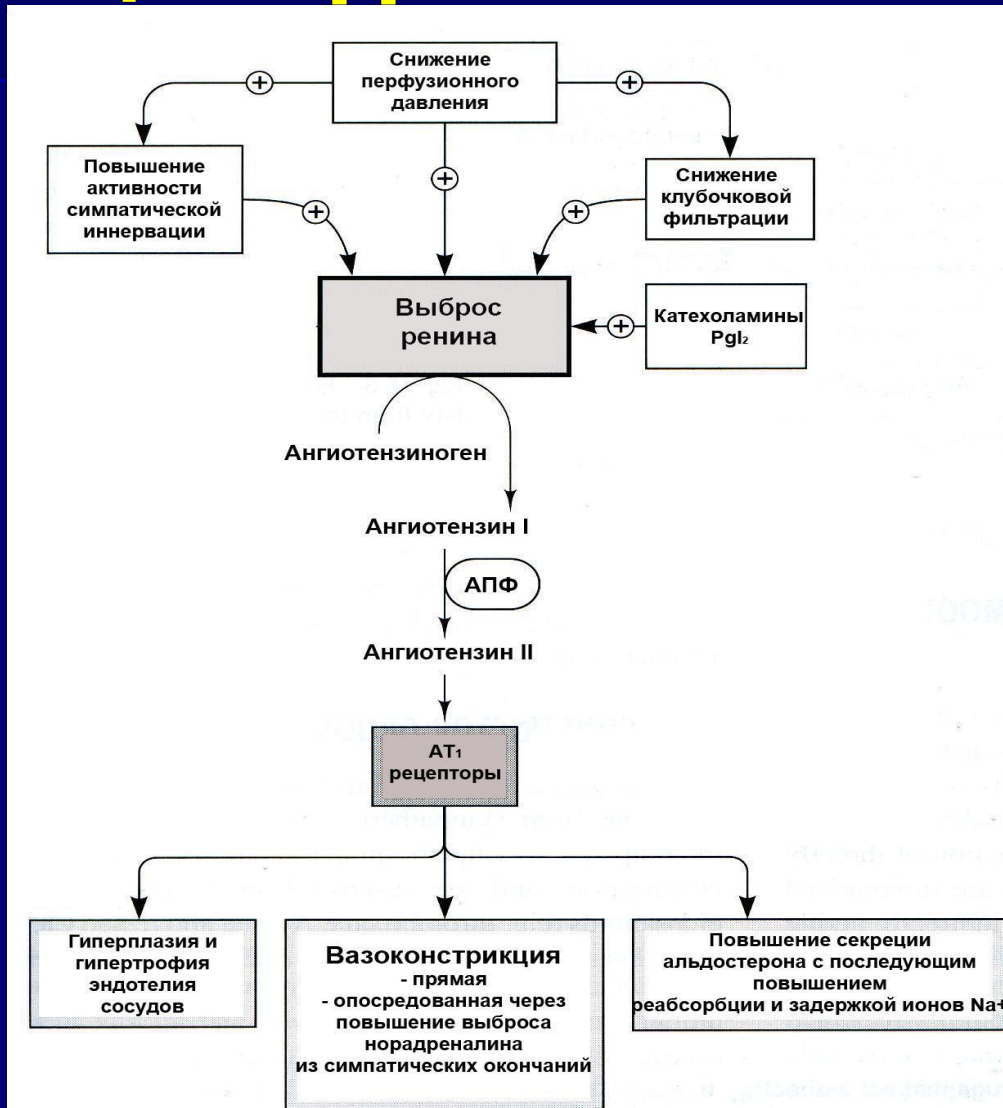 Снижение
перфузионного
давления
Повышение
активности
симпатической
иннервации
Снижение
клубочковой
фильтрации
Выброс
ренина
Катехоламины
PgI₂
Ангиотензиноген
Ангиотензин I
АПФ
Ангиотензин II
АТ₁
рецепторы
Гиперплазия и
гипертрофия
эндотелия
сосудов
Вазоконстрикция
- прямая
- опосредованная через
повышение выброса
норадреналина
из симпатических окончаний
Повышение секреции
альдостерона с последующим
повышением
реабсорбции и задержкой ионов Na+